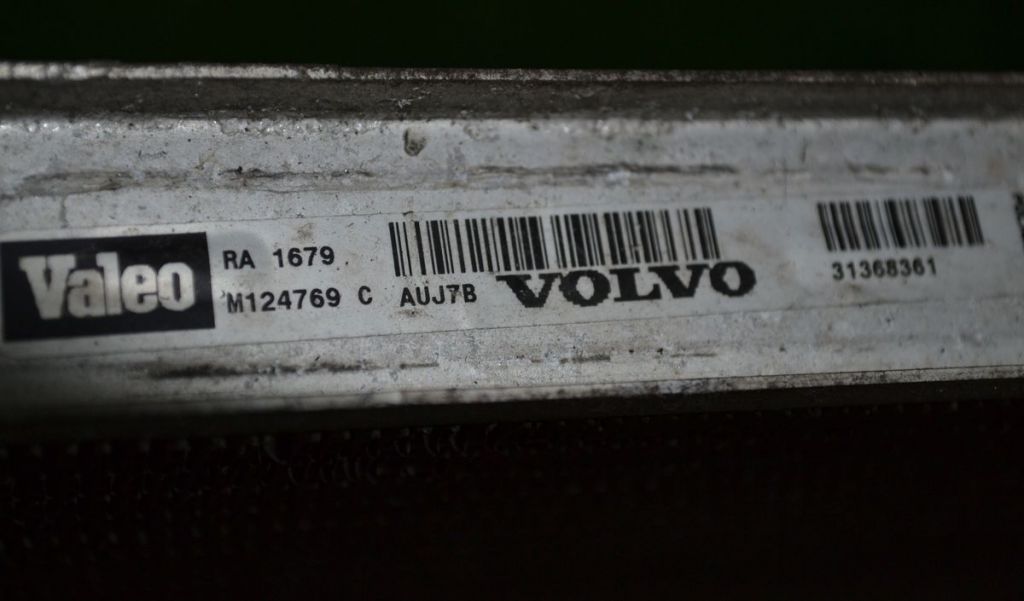 Valeo
RA 1679
M124769 C AUJ7B
VOLVO
31368361